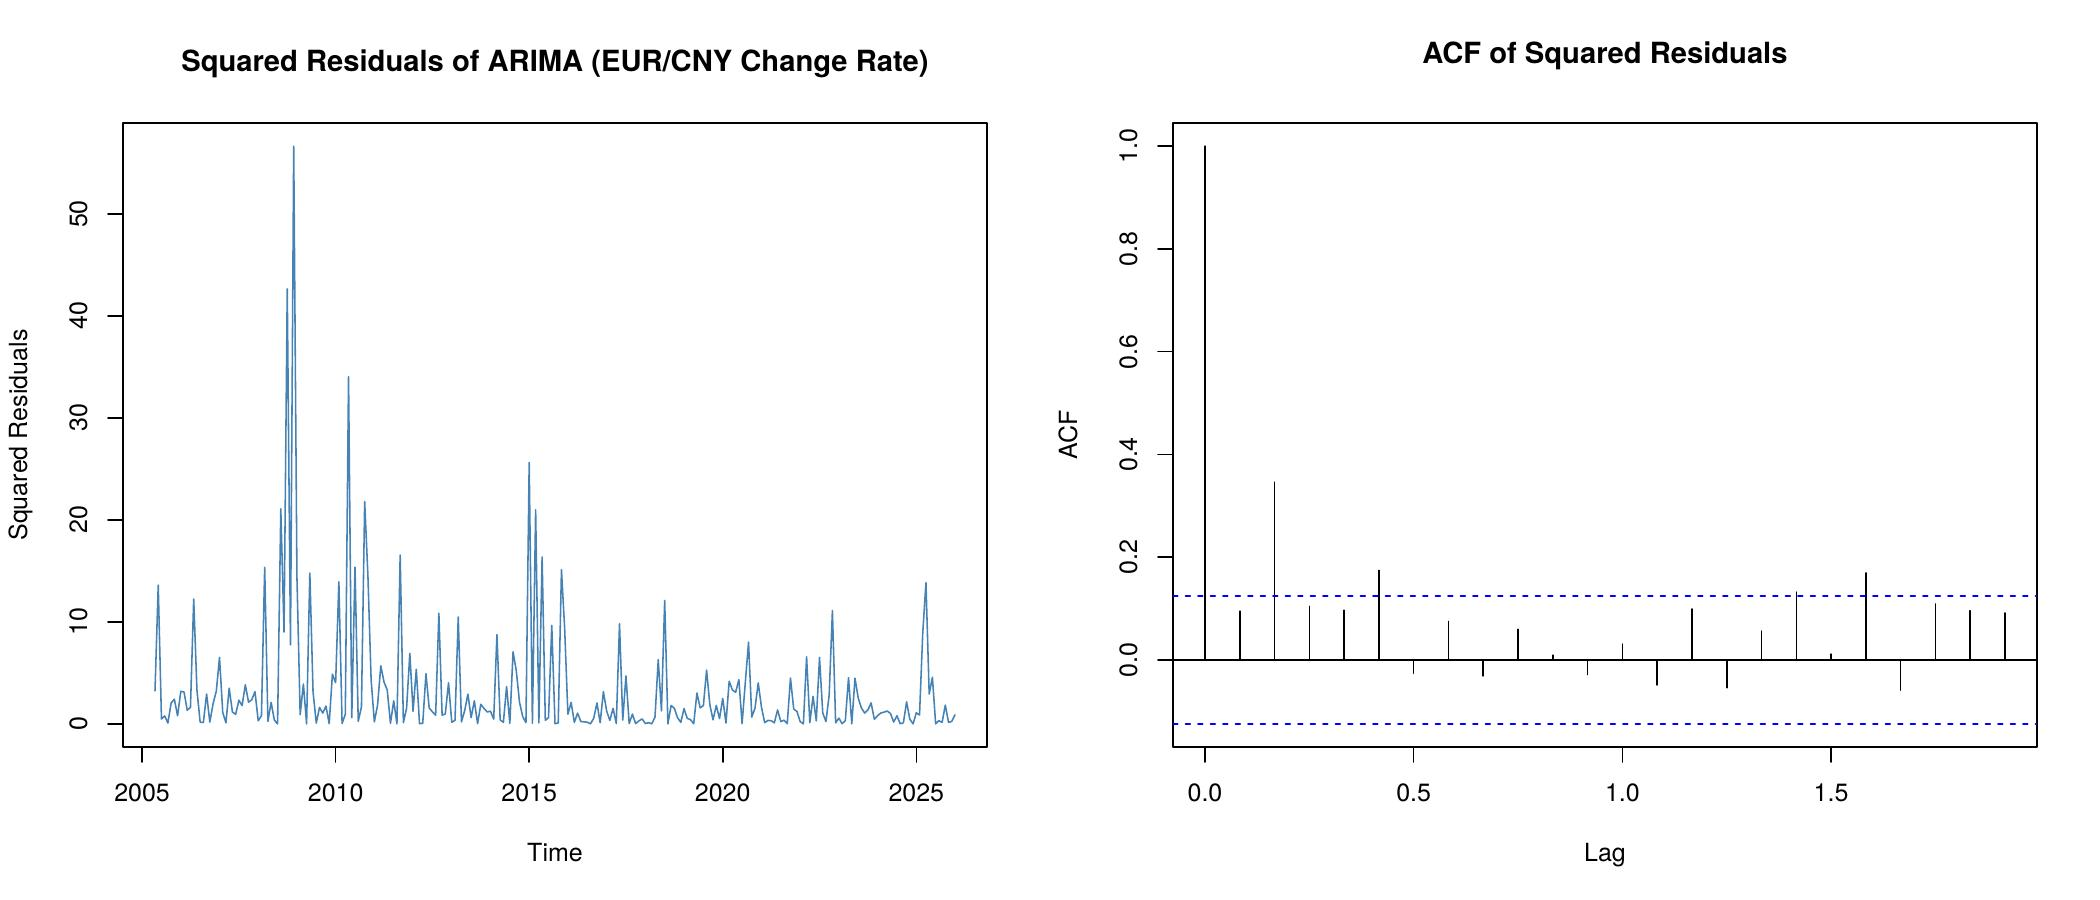 Squared Residuals of ARIMA (EUR/CNY Change Rate)
Squared Residuals
50
40
30
20
10
0
2005 2010 2015 2020 2025
Time
ACF of Squared Residuals
ACF
1.0
0.8
0.6
0.4
0.2
0.0
0.0 0.5 1.0 1.5
Lag